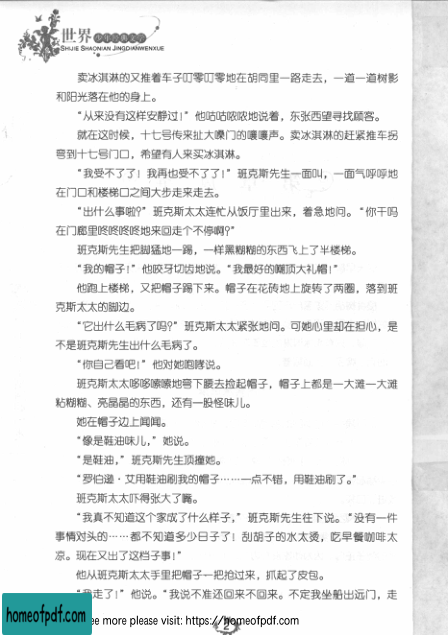 世界少年经典文学
SHIJIE SHAONIAN JINGDIANWENXUE
卖冰淇淋的又推着车子叮零叮零地在胡同里一路走去，一道一道树影
和阳光落在他的身上。
“从来没有这样安静过！”他咕咕哝哝地说着，东张西望寻找顾客。
就在这时候，十七号传来扯大嗓门的嚷嚷声。卖冰淇淋的赶紧推车拐
弯到十七号门口，希望有人来买冰淇淋。
“我受不了了！我再也受不了了！”班克斯先生一面叫，一面气呼呼地
在门口和楼梯口之间大步走来走去。
“出什么事啦？”班克斯太太连忙从饭厅里出来，着急地问。“你干吗
在门廊里咚咚咚咚地来回走个不停啊？”
班克斯先生把脚猛地一踢，一样黑糊糊的东西飞上了半楼梯。
“我的帽子！”他咬牙切齿地说。“我最好的圆顶大礼帽！”
他跑上楼梯，又把帽子踢下来。帽子在花砖地上旋转了两圈，落到班
克斯太太的脚边。
“它出什么毛病了吗？”班克斯太太紧张地问。可她心里却在担心，是
不是班克斯先生出什么毛病了。
“你自己看吧！”他对她咆哮说。
班克斯太太哆哆嗦嗦地弯下腰去捡起帽子，帽子上都是一大滩一大滩
粘糊糊、亮晶晶的东西，还有一股怪味儿。
她在帽子边上闻闻。
“像是鞋油味儿，”她说。
“是鞋油，”班克斯先生顶撞她。
“罗伯逊·艾用鞋油刷我的帽子……一点不错，用鞋油刷了。”
班克斯太太吓得张大了嘴。
“我真不知道这个家成了什么样子，”班克斯先生往下说。“没有一件
事情对头的……都不知道多少日子了！刮胡子的水太烫，吃早餐咖啡太
凉。现在又出了这档子事！”
他从班克斯太太手里把帽子一把抢过来，抓起了皮包。
“我走了！”他说。“我说不准还回来不回来。不定我坐船出远门，走
2
homeofpdf.com
see more please visit: https://homeofpdf.com